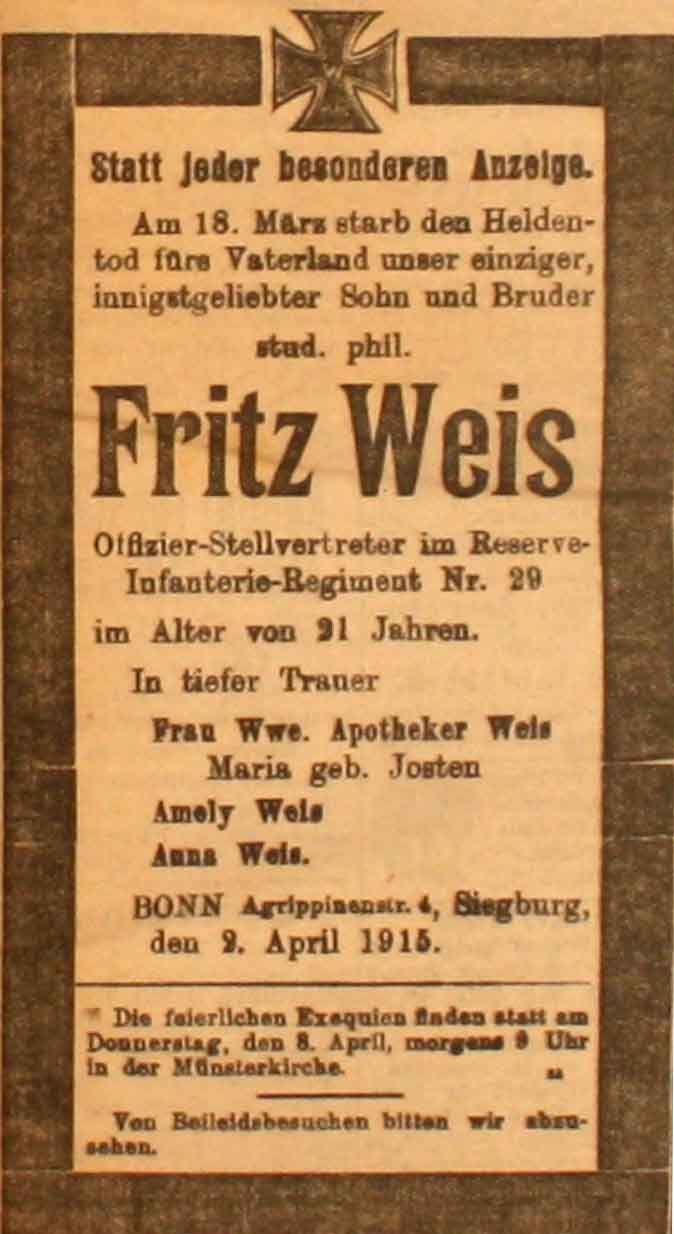 Statt jeder besonderen Anzeige.
Am 18. März starb den Helden-
tod fürs Vaterland unser einziger,
innigstgeliebter Sohn und Bruder
stud. phil.
Fritz Weis
Offizier-Stellvertreter im Reserve-
Infanterie-Regiment Nr. 29
im Alter von 21 Jahren.
In tiefer Trauer
Frau Wwe. Apotheker Weis
Maria geb. Josten
Amely Weis
Anna Weis.
BONN Agrippinenstr. 4, Siegburg,
den 2. April 1915.
Die feierlichen Exequien finden statt am
Donnerstag, den 8. April, morgens 9 Uhr
in der Münsterkirche.
Von Beileidsbesuchen bitten wir abzu-
sehen.